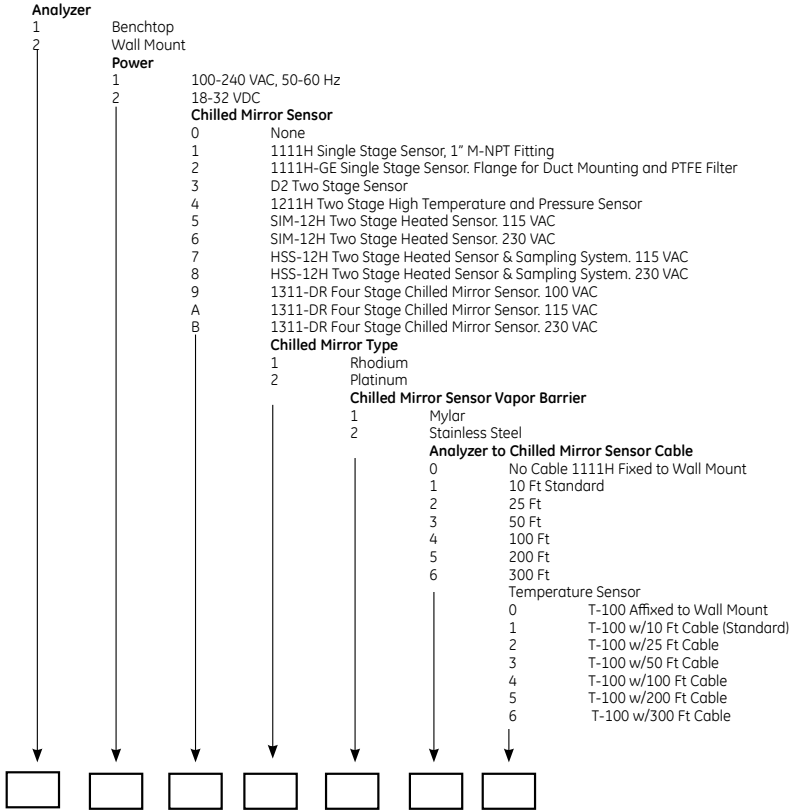 Analyzer
1 Benchtop
2 Wall Mount
Power
1 100-240 VAC, 50-60 Hz
2 18-32 VDC
Chilled Mirror Sensor
0 None
1 1111H Single Stage Sensor, 1” M-NPT Fitting
2 1111H-GE Single Stage Sensor. Flange for Duct Mounting and PTFE Filter
3 D2 Two Stage Sensor
4 1211H Two Stage High Temperature and Pressure Sensor
5 SIM-12H Two Stage Heated Sensor. 115 VAC
6 SIM-12H Two Stage Heated Sensor. 230 VAC
7 HSS-12H Two Stage Heated Sensor & Sampling System. 115 VAC
8 HSS-12H Two Stage Heated Sensor & Sampling System. 230 VAC
9 1311-DR Four Stage Chilled Mirror Sensor. 100 VAC
A 1311-DR Four Stage Chilled Mirror Sensor. 115 VAC
B 1311-DR Four Stage Chilled Mirror Sensor. 230 VAC
Chilled Mirror Type
1 Rhodium
2 Platinum
Chilled Mirror Sensor Vapor Barrier
1 Mylar
2 Stainless Steel
Analyzer to Chilled Mirror Sensor Cable
0 No Cable 1111H Fixed to Wall Mount
1 10 Ft Standard
2 25 Ft
3 50 Ft
4 100 Ft
5 200 Ft
6 300 Ft
Temperature Sensor
0 T-100 Affixed to Wall Mount
1 T-100 w/10 Ft Cable (Standard)
2 T-100 w/25 Ft Cable
3 T-100 w/50 Ft Cable
4 T-100 w/100 Ft Cable
5 T-100 w/200 Ft Cable
6 T-100 w/300 Ft Cable